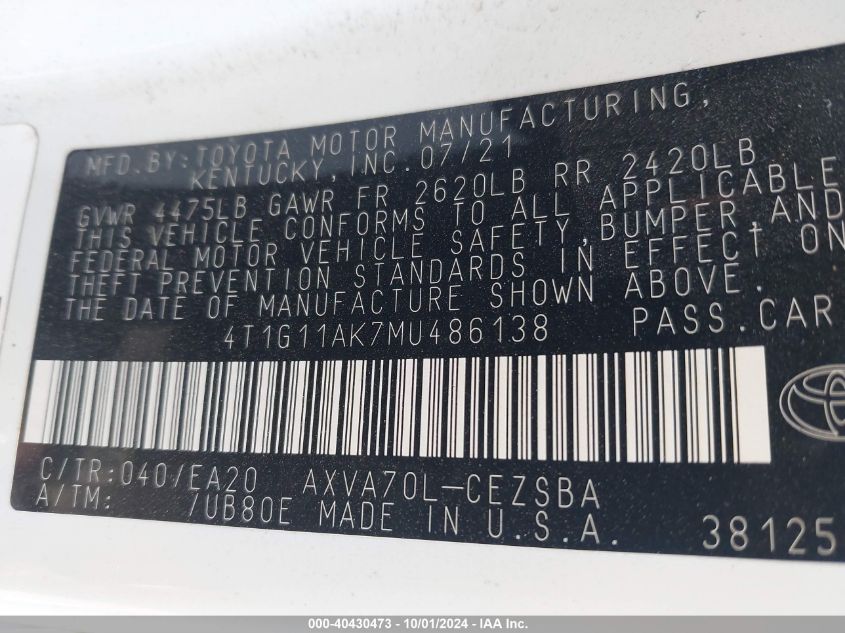 MFD. BY: TOYOTA MOTOR MANUFACTURING,
KENTUCKY, INC. 07/21
GVWR 4475LB GAWR FR 2620LB RR 2420LB
THIS VEHICLE CONFORMS TO ALL APPLICABLE
FEDERAL MOTOR VEHICLE SAFETY, BUMPER, AND
THEFT PREVENTION STANDARDS IN EFFECT ON
THE DATE OF MANUFACTURE SHOWN ABOVE.
4T1G11AK7MU486138 PASS. CAR
C/TR: 040/EA20 AXVA70L-CEZSBA
A/TM: /UB80E MADE IN U.S.A. 38125
000-40430473 - 10/01/2024 - IAA Inc.